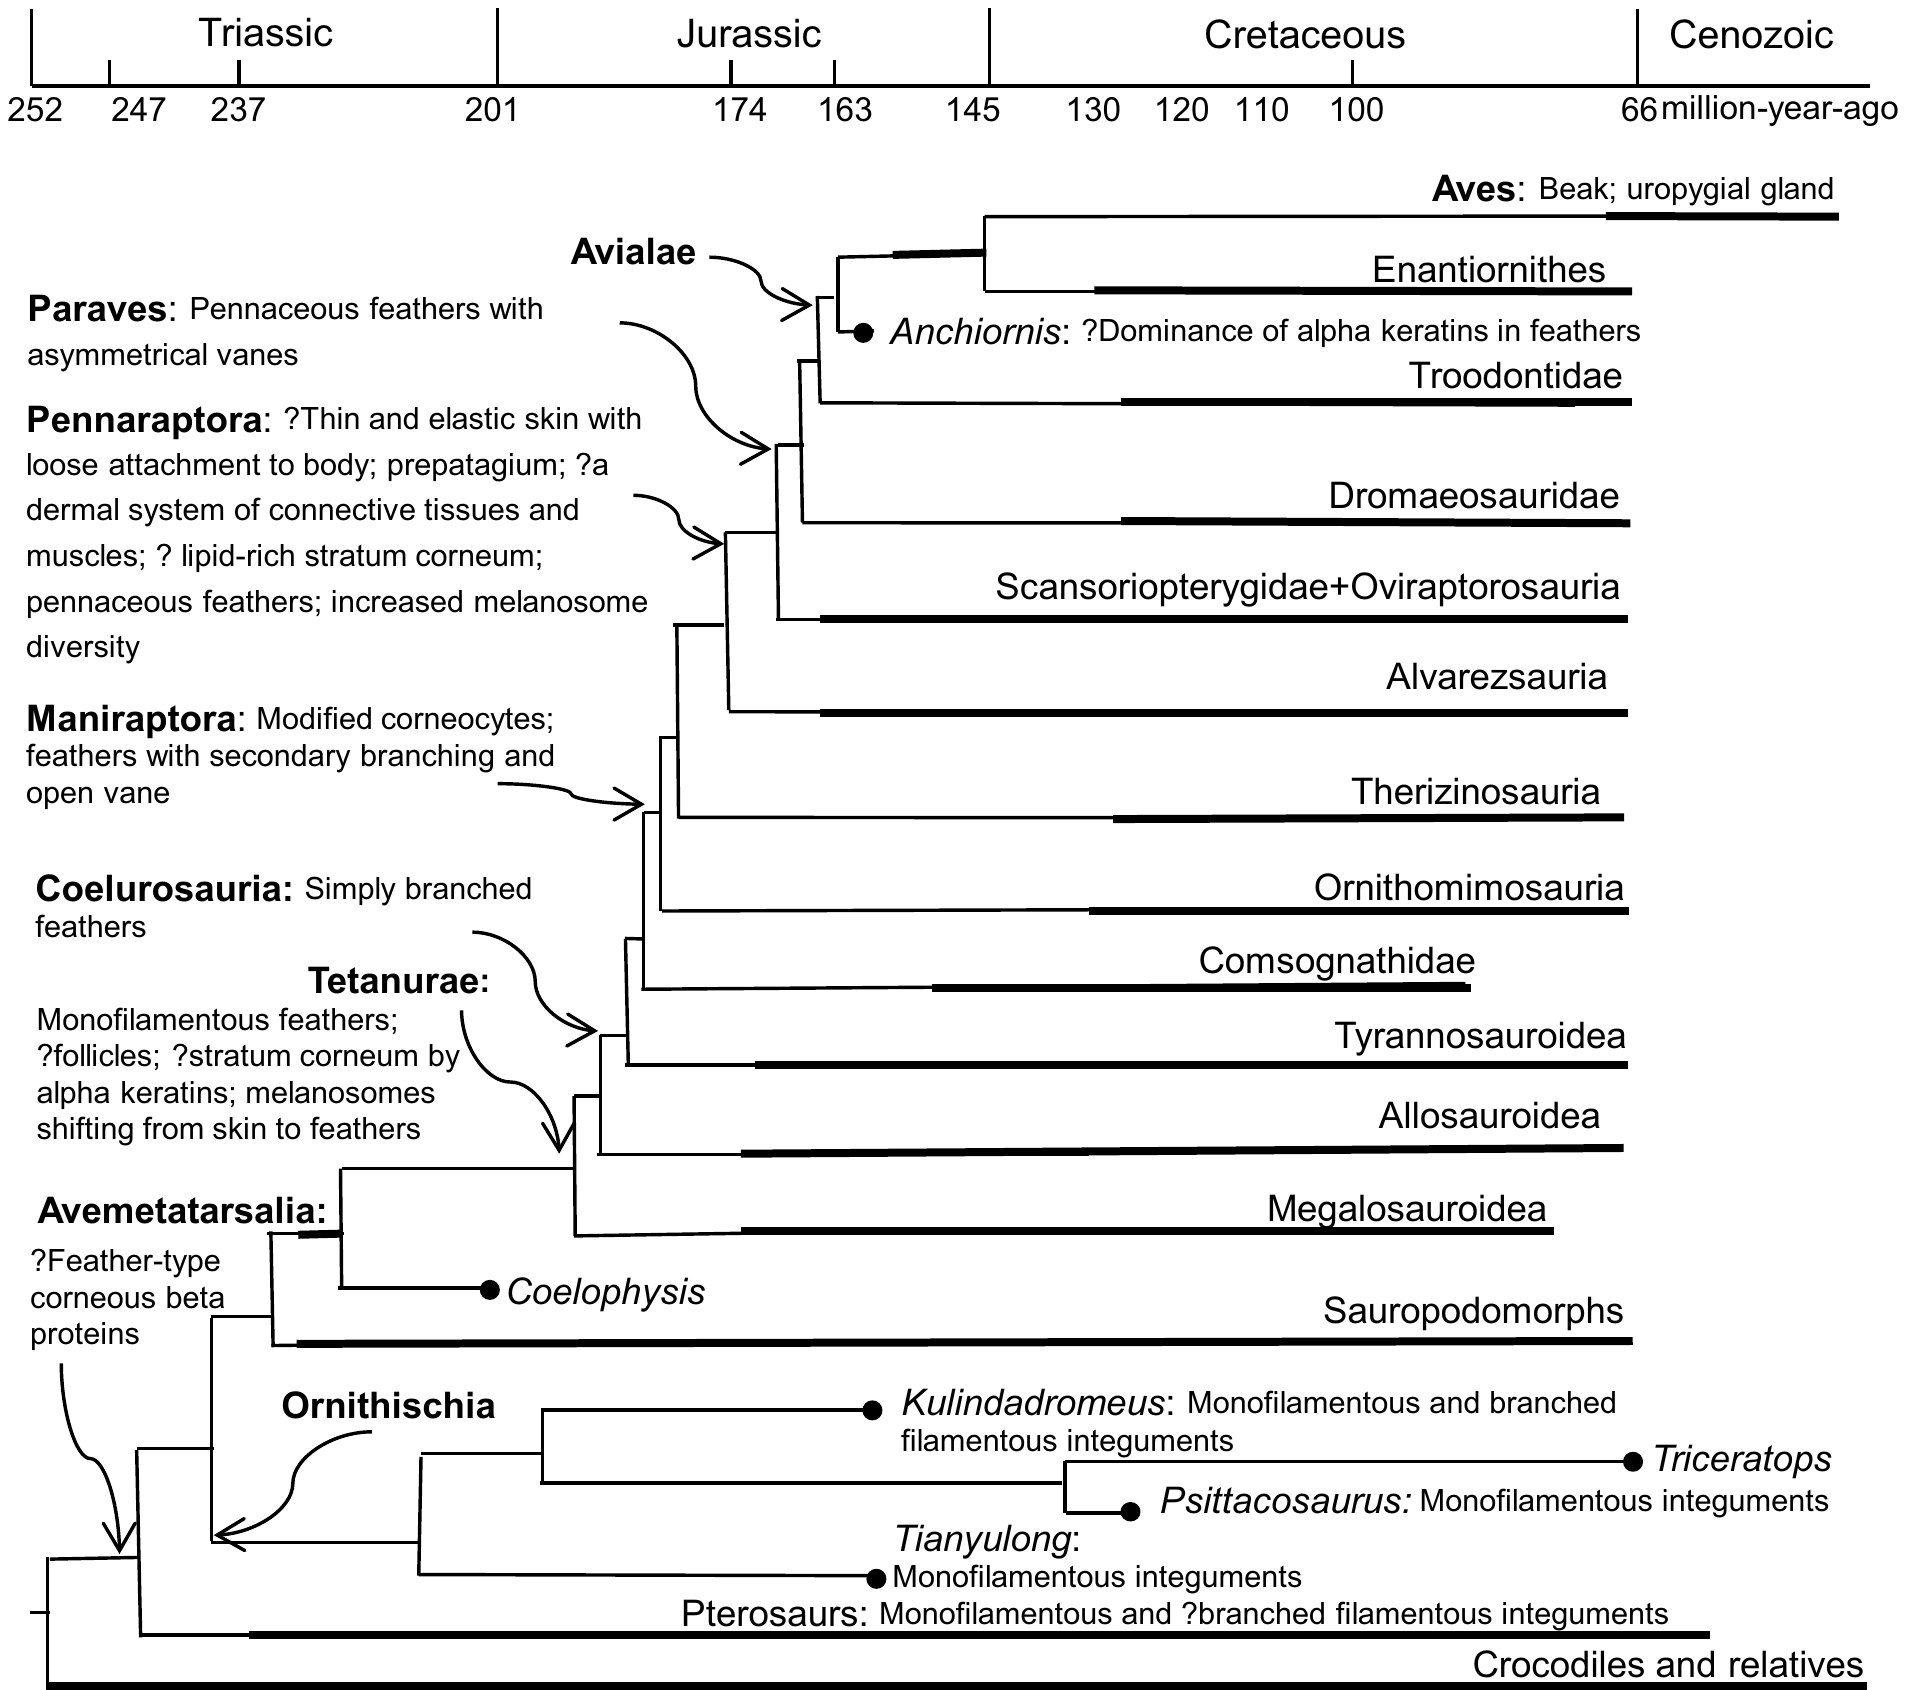 Triassic
Jurassic
Cretaceous
Cenozoic
252 247 237 201 174 163 145 130 120 110 100 66 million-year-ago
Aves: Beak; uropygial gland
Avialae
Enantiornithes
Paraves: Pennaceous feathers with
asymmetrical vanes
Anchiornis: ?Dominance of alpha keratins in feathers
Troodontidae
Pennaraptora: ?Thin and elastic skin with
loose attachment to body; prepatagium; ?a
dermal system of connective tissues and
muscles; ? lipid-rich stratum corneum;
pennaceous feathers; increased melanosome
diversity
Dromaeosauridae
Scansoriopterygidae+Oviraptorosauria
Alvarezsauria
Maniraptora: Modified corneocytes;
feathers with secondary branching and
open vane
Therizinosauria
Coelurosauria: Simply branched
feathers
Ornithomimosauria
Comsognathidae
Tetanurae:
Monofilamentous feathers;
?follicles; ?stratum corneum by
alpha keratins; melanosomes
shifting from skin to feathers
Tyrannosauroidea
Allosauroidea
Megalosauroidea
Avemetatarsalia:
?Feather-type
corneous beta
proteins
Coelophysis
Sauropodomorphs
Ornithischia
Kulindadromeus: Monofilamentous and branched
filamentous integuments
Triceratops
Psittacosaurus: Monofilamentous integuments
Tianyulong:
Monofilamentous integuments
Pterosaurs: Monofilamentous and ?branched filamentous integuments
Crocodiles and relatives